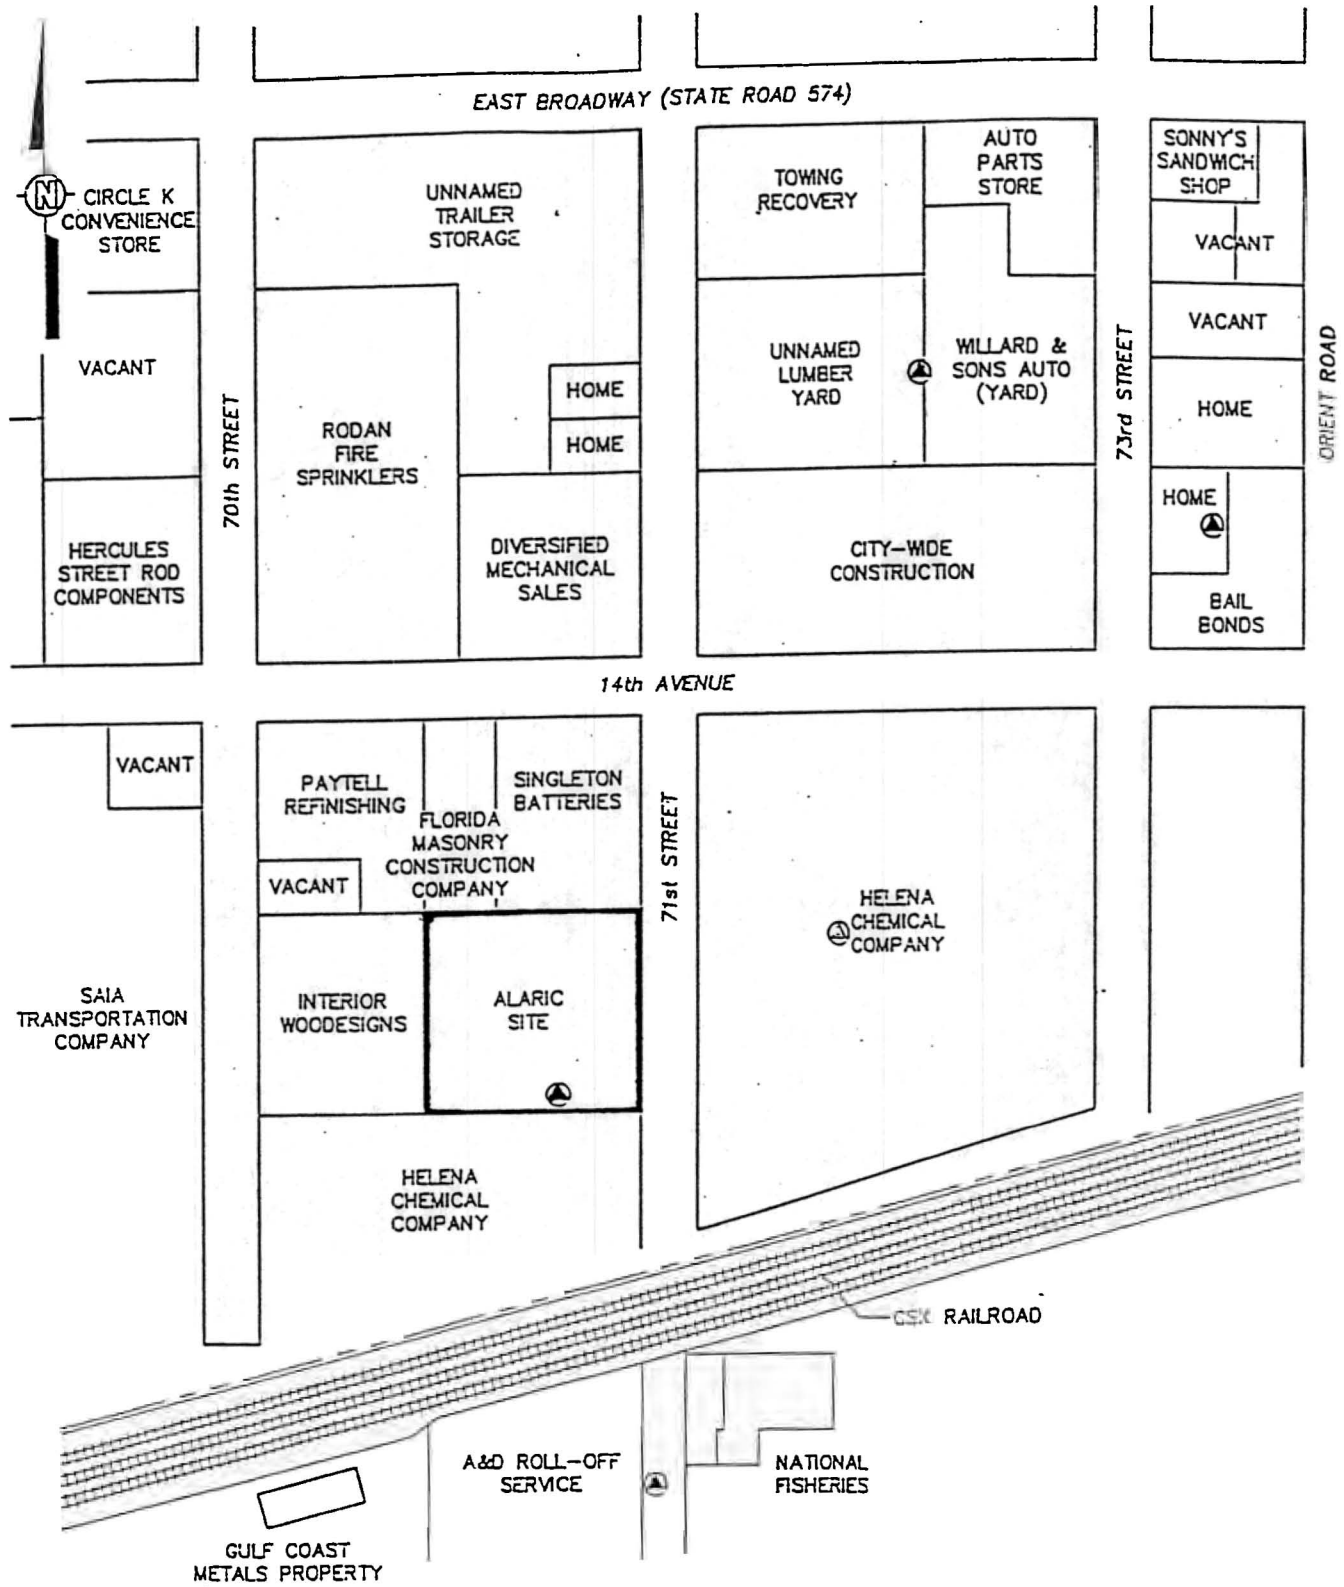 EAST BROADWAY (STATE ROAD 574)
N
CIRCLE K
CONVENIENCE
STORE
UNNAMED
TRAILER
STORAGE
TOWING
RECOVERY
AUTO
PARTS
STORE
SONNY'S
SANDWICH
SHOP
VACANT
VACANT
VACANT
HOME
HOME
RODAN
FIRE
SPRINKLERS
UNNAMED
LUMBER
YARD
WILLARD &
SONS AUTO
(YARD)
HOME
70th STREET
73rd STREET
ORIENT ROAD
HERCULES
STREET ROD
COMPONENTS
DIVERSIFIED
MECHANICAL
SALES
CITY-WIDE
CONSTRUCTION
HOME
BAIL
BONDS
14th AVENUE
VACANT
PAYTELL
REFINISHING
FLORIDA
MASONRY
CONSTRUCTION
COMPANY
SINGLETON
BATTERIES
VACANT
71st STREET
HELENA
CHEMICAL
COMPANY
SAIA
TRANSPORTATION
COMPANY
INTERIOR
WOODESIGNS
ALARIC
SITE
HELENA
CHEMICAL
COMPANY
CSX RAILROAD
A&D ROLL-OFF
SERVICE
NATIONAL
FISHERIES
GULF COAST
METALS PROPERTY